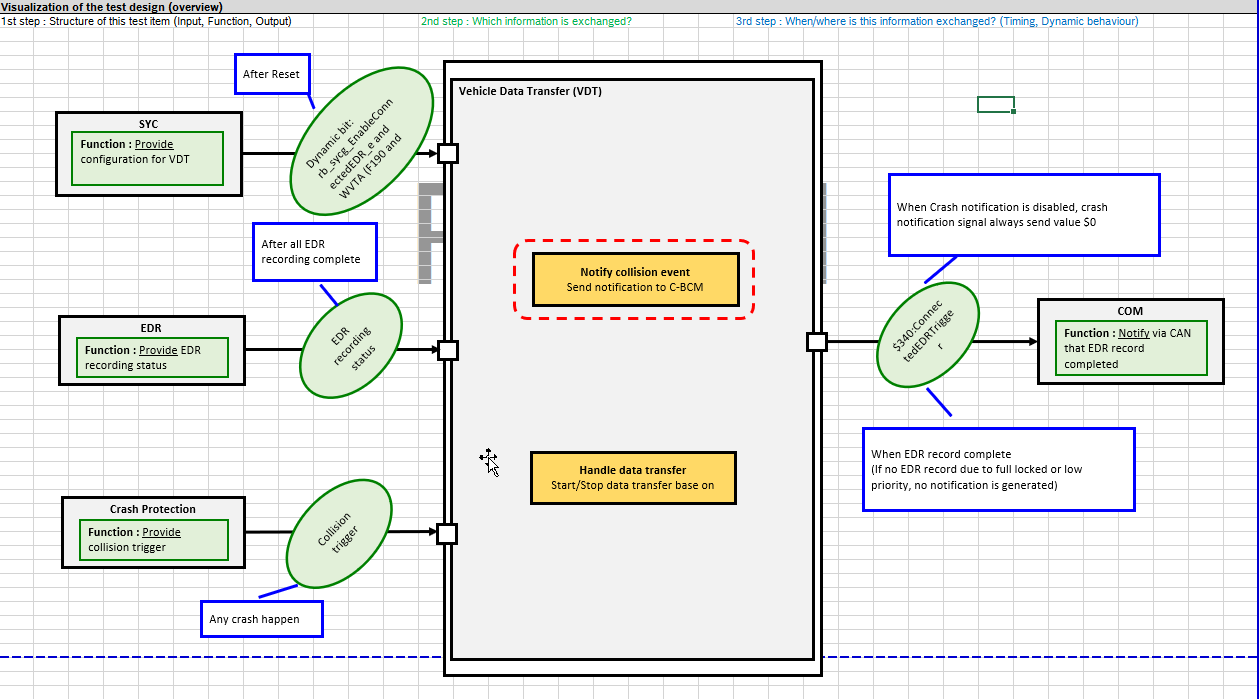 Visualization of the test design (overview)
1st step : Structure of this test item (Input, Function, Output)
2nd step : Which information is exchanged?
3rd step : When/where is this information exchanged? (Timing, Dynamic behaviour)
After Reset
SYC
Function : Provide
configuration for VDT
Dynamic bit:
rb_sycg_EnableConn
ectedEDR_e and
WVTA (F190 and
Vehicle Data Transfer (VDT)
When Crash notification is disabled, crash
notification signal always send value $0
After all EDR
recording complete
Notify collision event
Send notification to C-BCM
EDR
Function : Provide EDR
recording status
EDR
recording
status
$340:Connec
tedEDRTrigge
r
COM
Function : Notify via CAN
that EDR record
completed
When EDR record complete
(If no EDR record due to full locked or low
priority, no notification is generated)
Handle data transfer
Start/Stop data transfer base on
Crash Protection
Function : Provide
collision trigger
Collision
trigger
Any crash happen